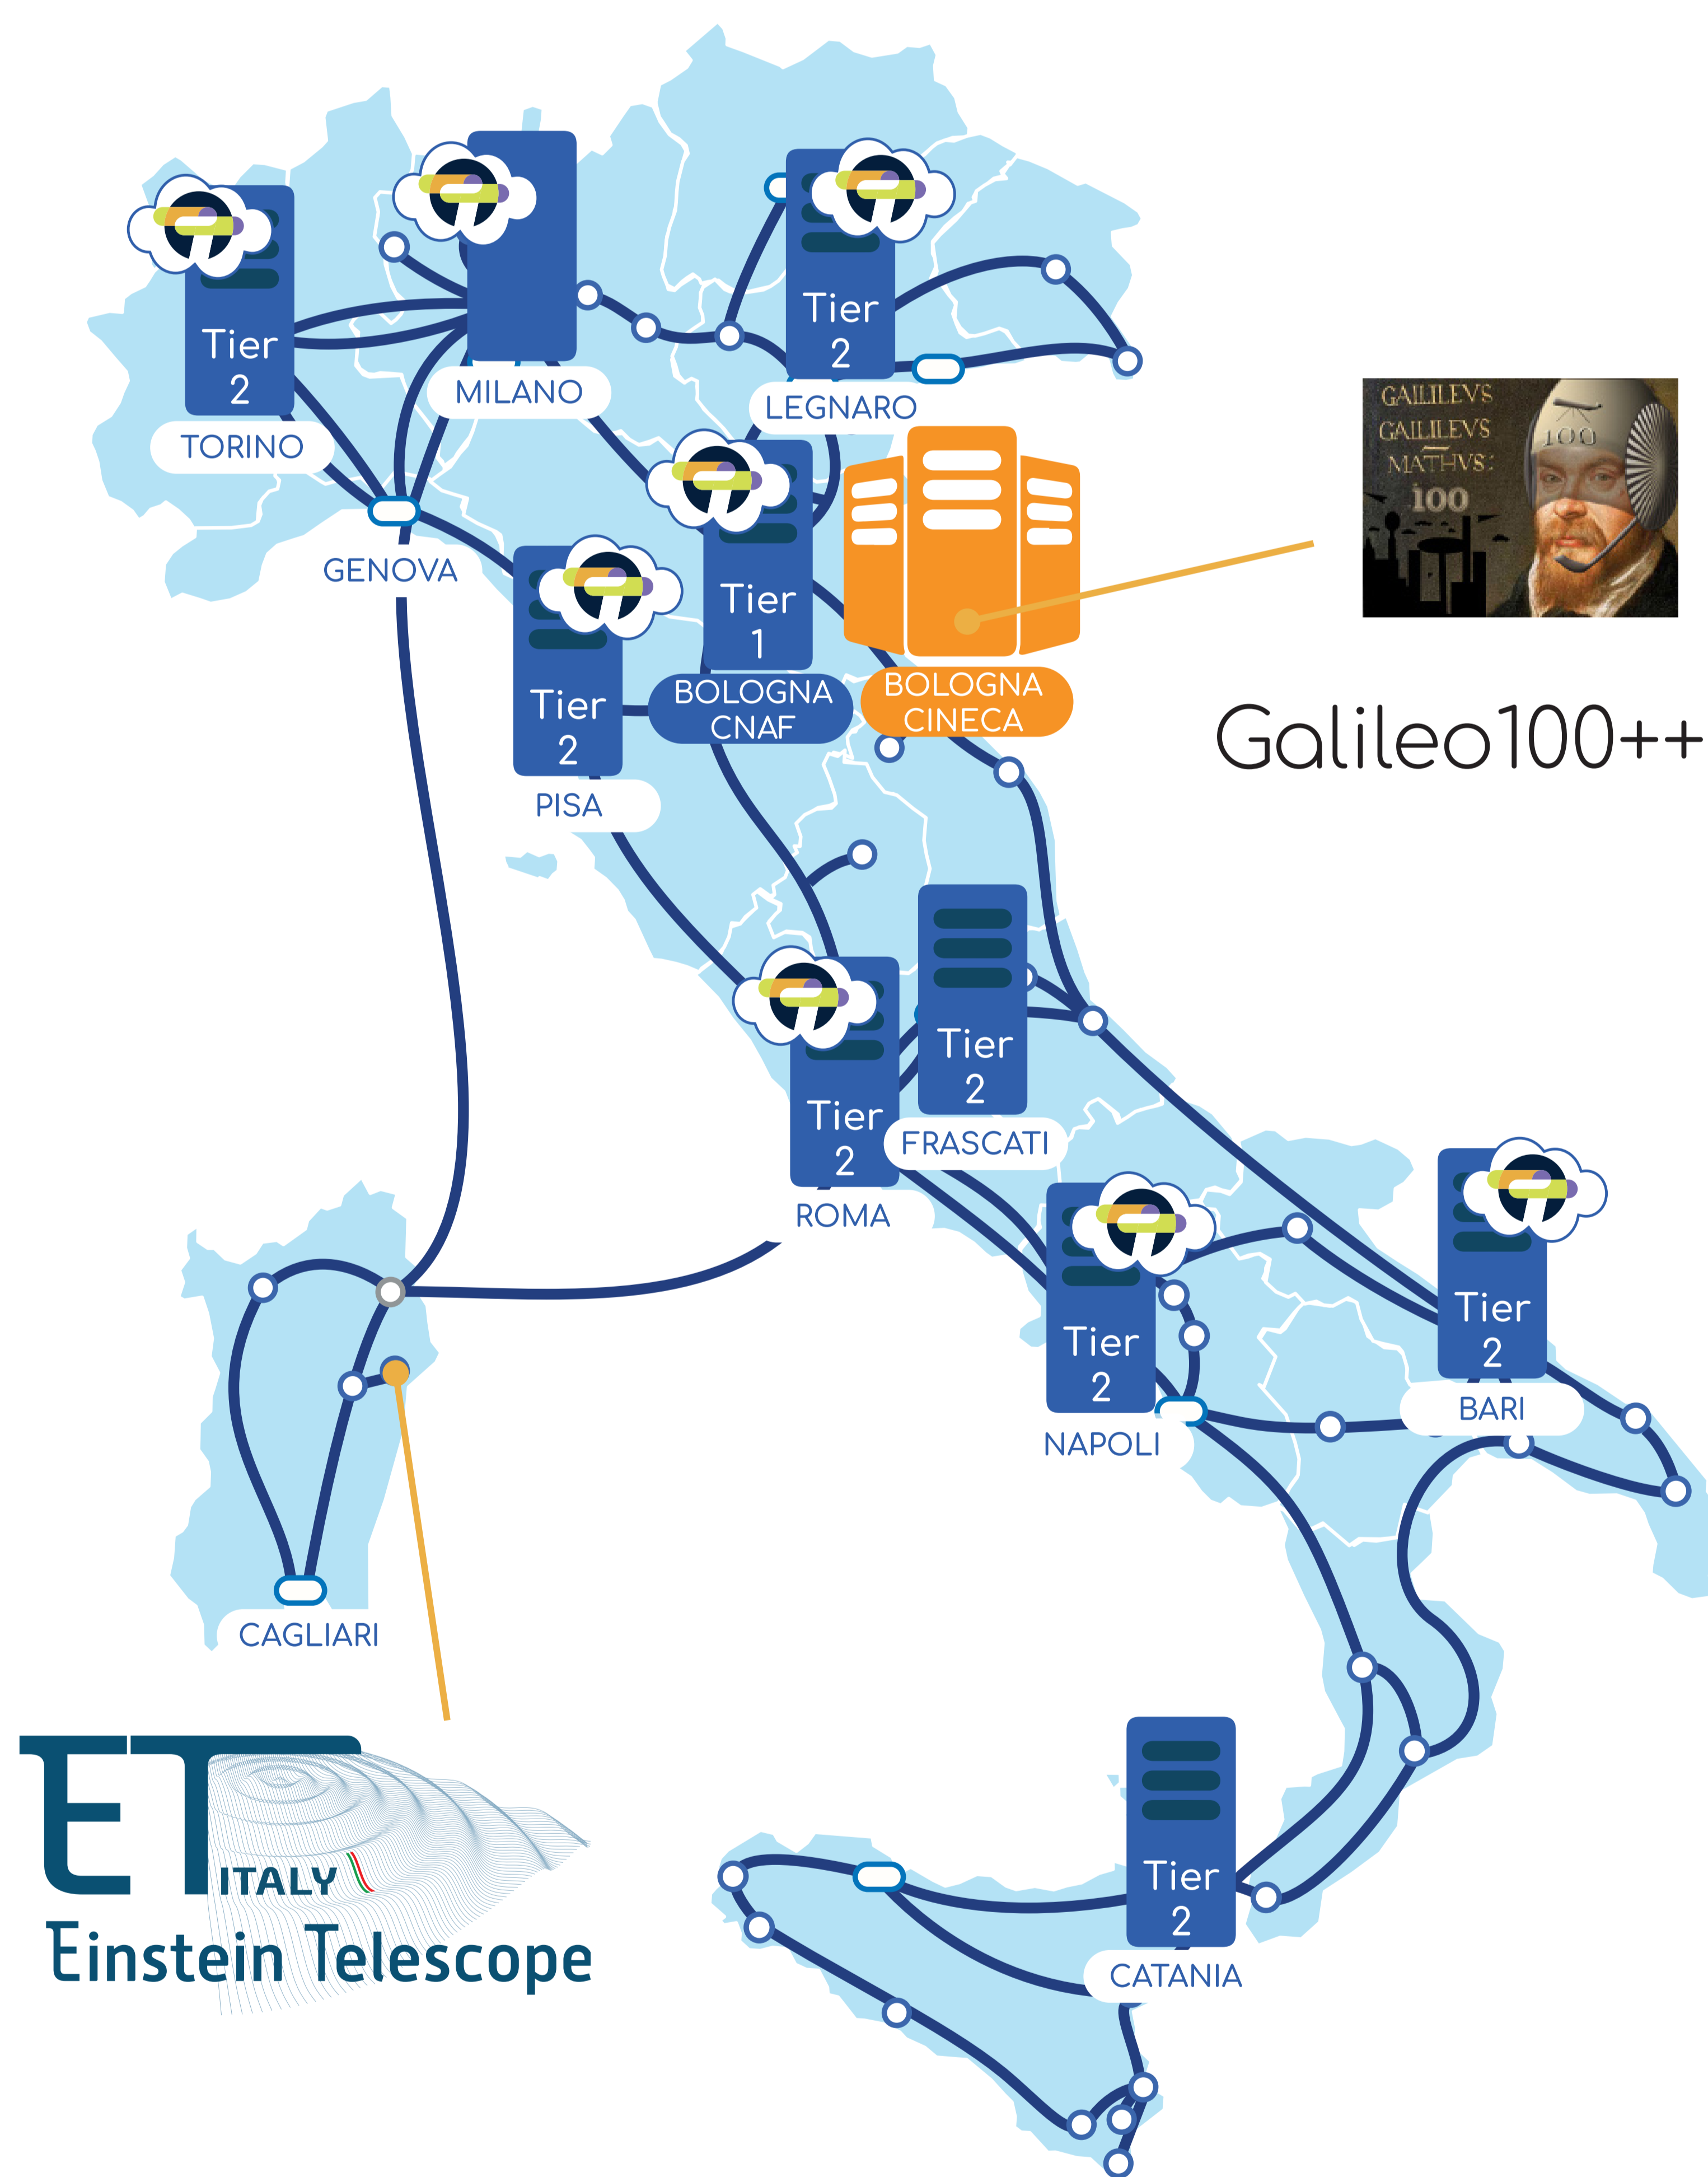 Tier
2
TORINO
MILANO
Tier
2
LEGNARO
GALILEVS
GALILEVS
MATHVS:
100
100
GENOVA
Tier
1
BOLOGNA
CNAF
BOLOGNA
CINECA
Tier
2
PISA
Galileo100++
Tier
2
FRASCATI
Tier
2
ROMA
Tier
2
NAPOLI
Tier
2
BARI
CAGLIARI
ET
ITALY
Einstein Telescope
Tier
2
CATANIA